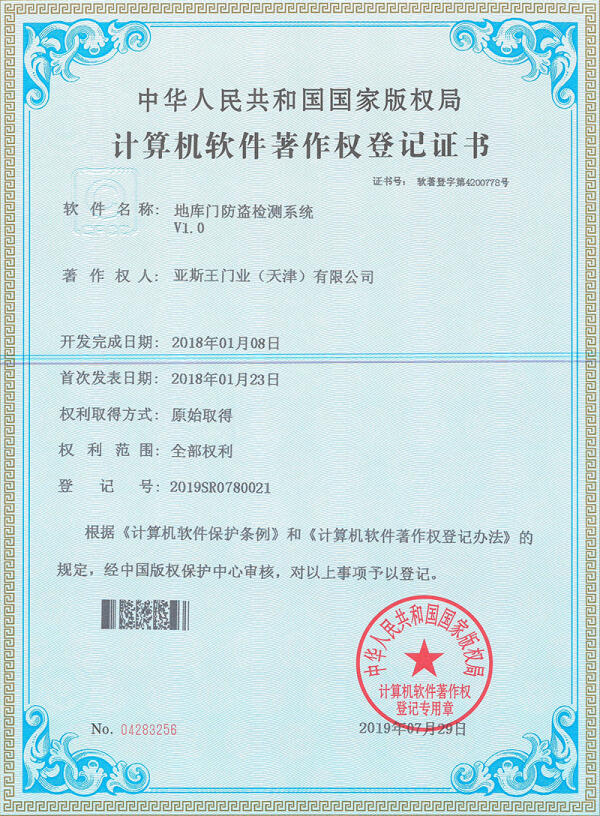 中华人民共和国国家版权局
计算机软件著作权登记证书
证书号： 软著登字第4200778号
CPCC
软件名称： 地库门防盗检测系统
V1.0
著作权人： 亚斯王门业（天津）有限公司
开发完成日期： 2018年01月08日
首次发表日期： 2018年01月23日
权利取得方式： 原始取得
权利范围： 全部权利
登记号： 2019SR0780021
根据《计算机软件保护条例》和《计算机软件著作权登记办法》的
规定，经中国版权保护中心审核，对以上事项予以登记。
中华人民共和国国家版权局
计算机软件著作权
登记专用章
No. 04283256
2019年07月29日